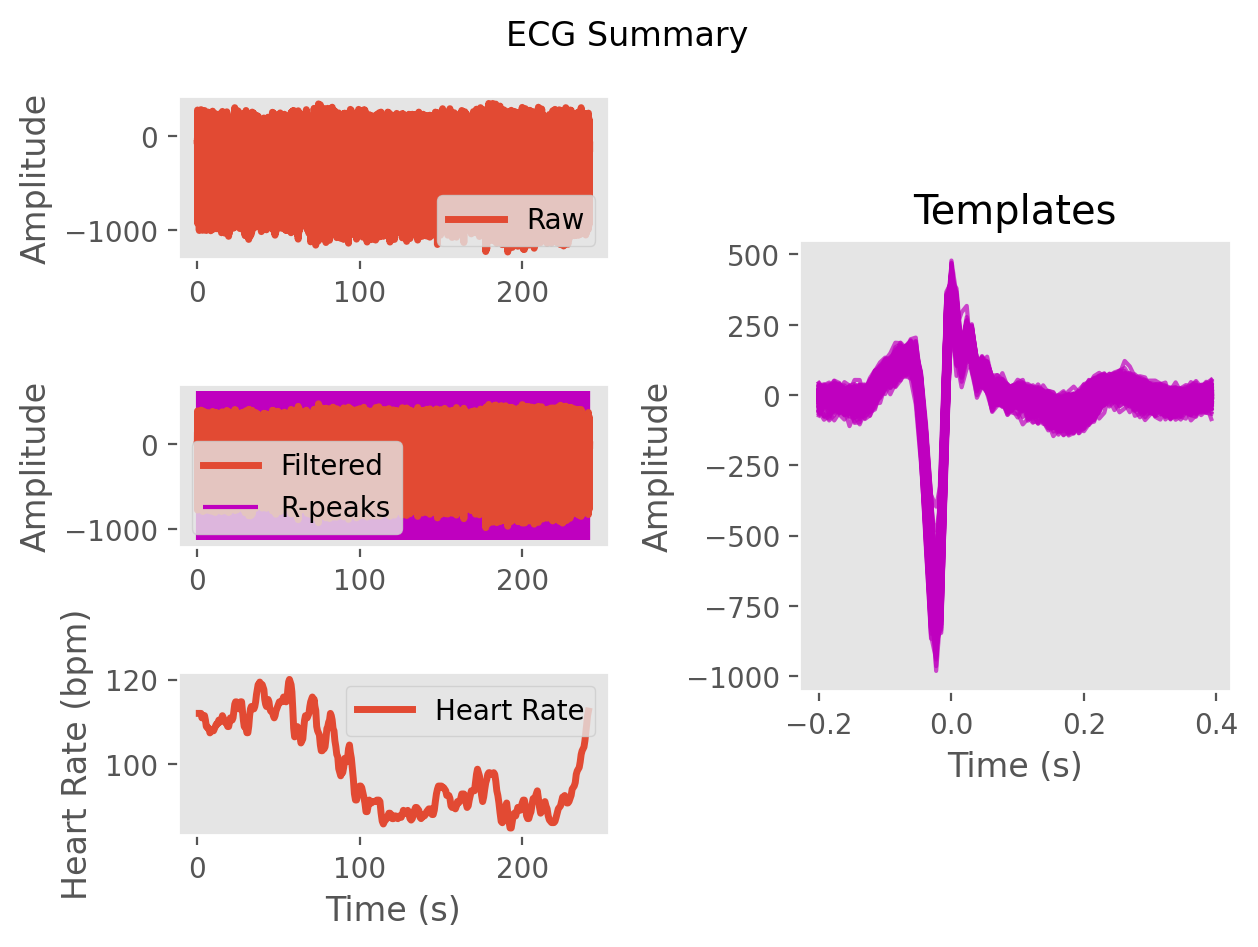 ECG Summary
Amplitude
0
−1000
Raw
0
100
200
Amplitude
0
−1000
Filtered
R-peaks
0
100
200
Heart Rate (bpm)
120
100
Heart Rate
0
100
200
Time (s)
Templates
Amplitude
500
250
0
−250
−500
−750
−1000
−0.2
0.0
0.2
0.4
Time (s)